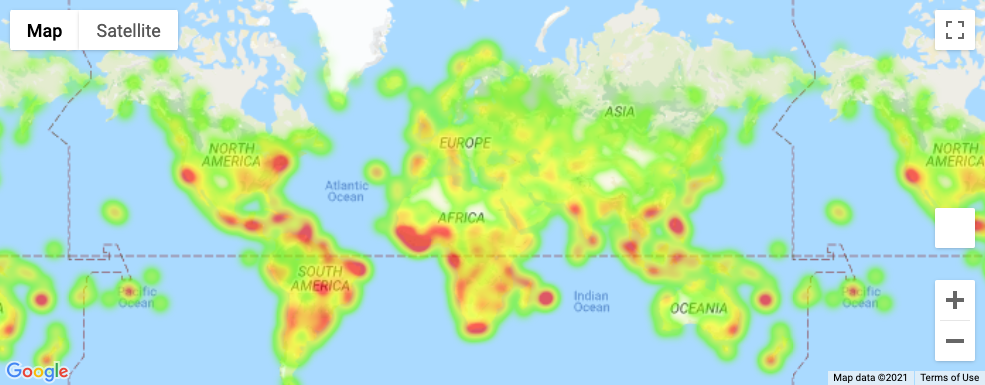 Map
Satellite
ASIA
EUROPE
NORTH
AMERICA
NORTH
AMERICA
Atlantic
Ocean
AFRICA
SOUTH
AMERICA
Pacific
Ocean
Indian
Ocean
OCEANIA
Pacific
Ocean
Google
Map data ©2021
Terms of Use